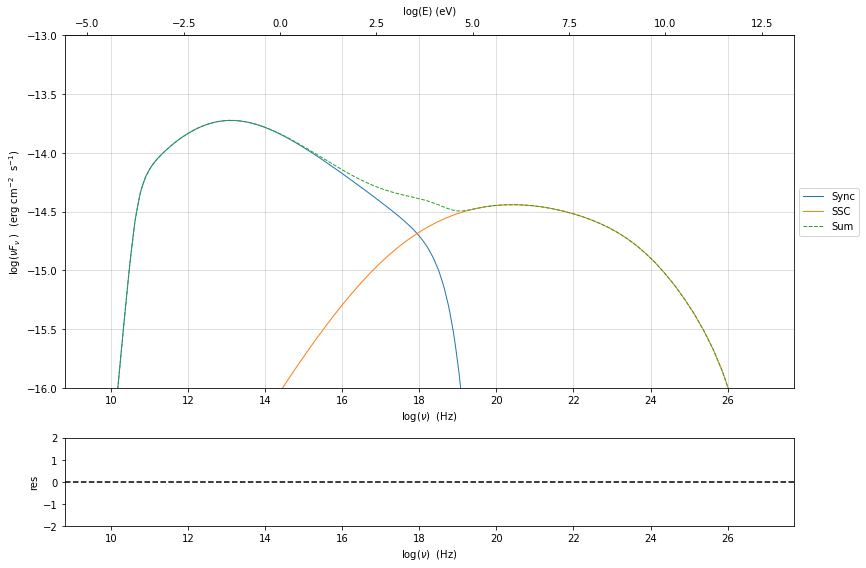 log(E) (eV)
−5.0 −2.5 0.0 2.5 5.0 7.5 10.0 12.5
−13.0
−13.5
−14.0
−14.5
−15.0
−15.5
−16.0
log(νFν ) (erg cm−2 s−1)
Sync
SSC
Sum
10 12 14 16 18 20 22 24 26
log(ν) (Hz)
2
1
0
−1
−2
res
10 12 14 16 18 20 22 24 26
log(ν) (Hz)